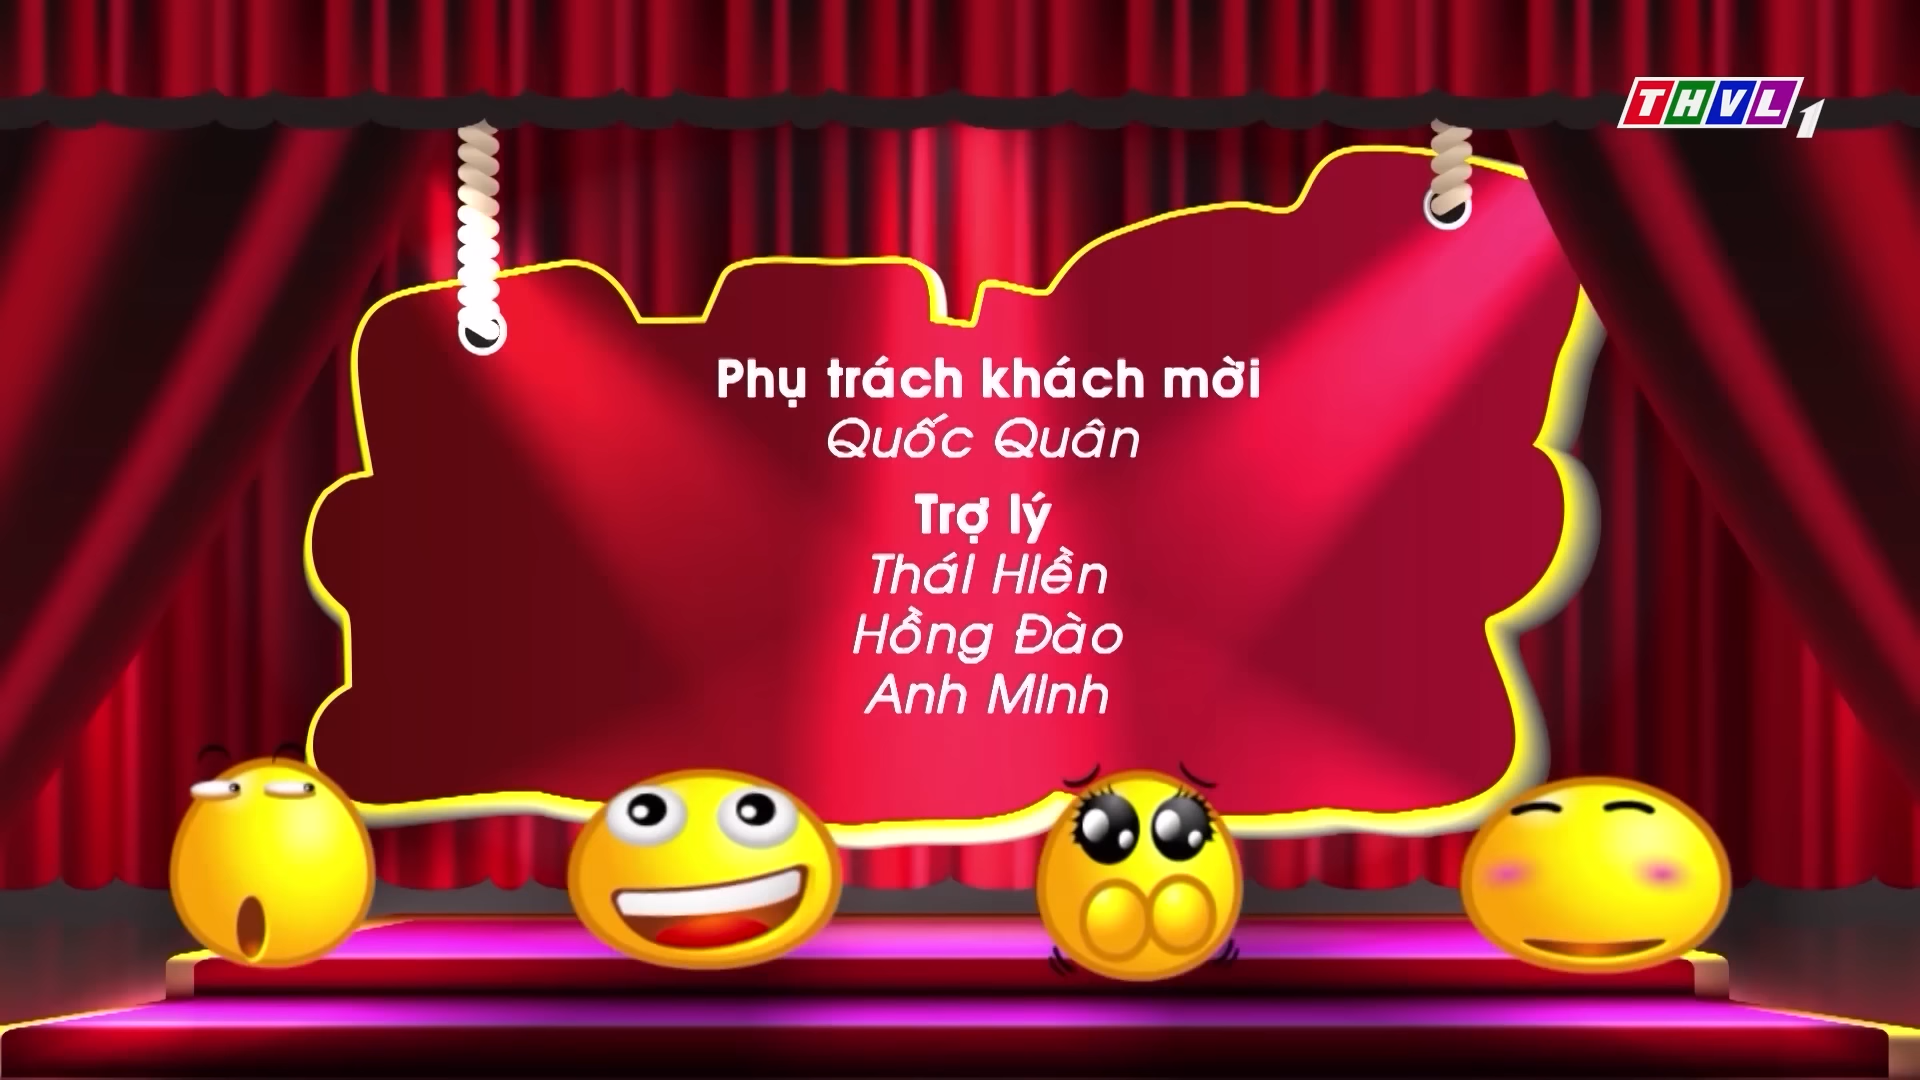 THVL1
Phụ trách khách mời
Quốc Quân
Trợ lý
Thái Hiền
Hồng Đào
Anh Minh